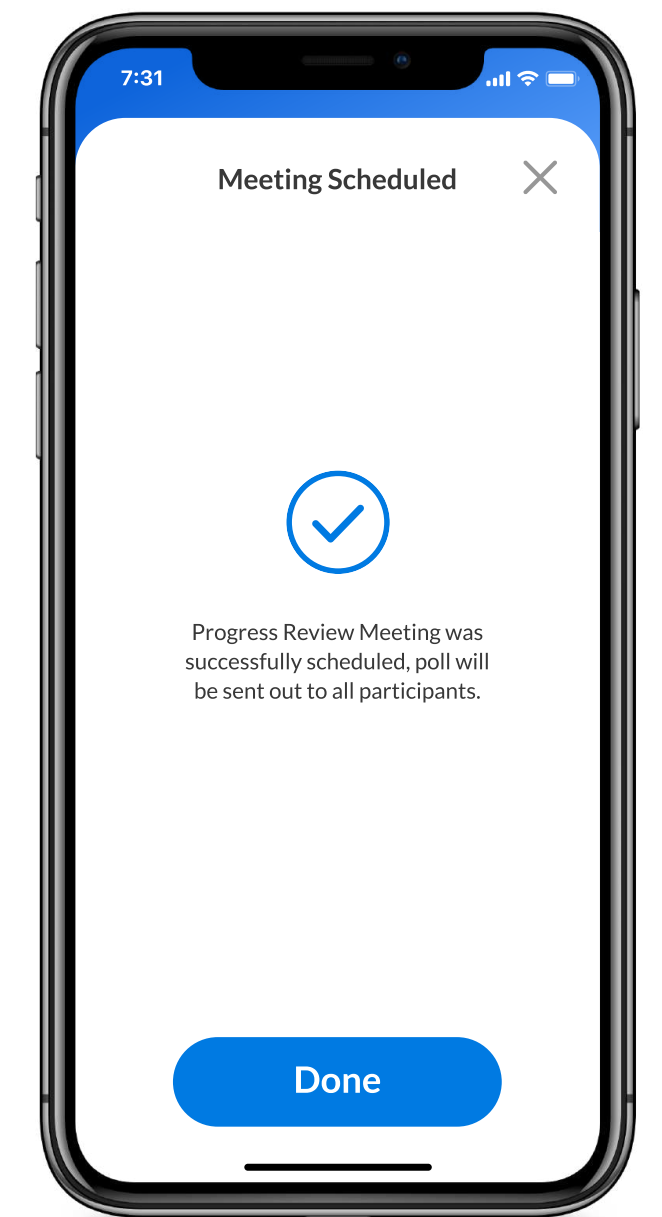 7:31
Meeting Scheduled
Progress Review Meeting was
successfully scheduled, poll will
be sent out to all participants.
Done